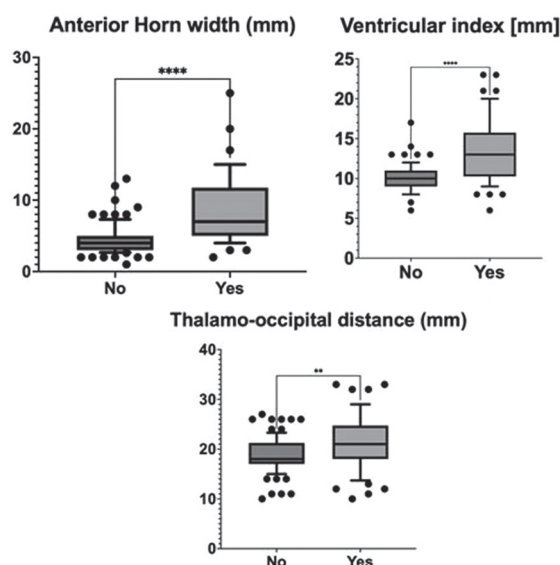 Anterior Horn width (mm)
30
20
10
0
****
No
Yes
Ventricular index [mm]
25
20
15
10
5
0
****
No
Yes
Thalamo-occipital distance (mm)
40
30
20
10
0
**
No
Yes